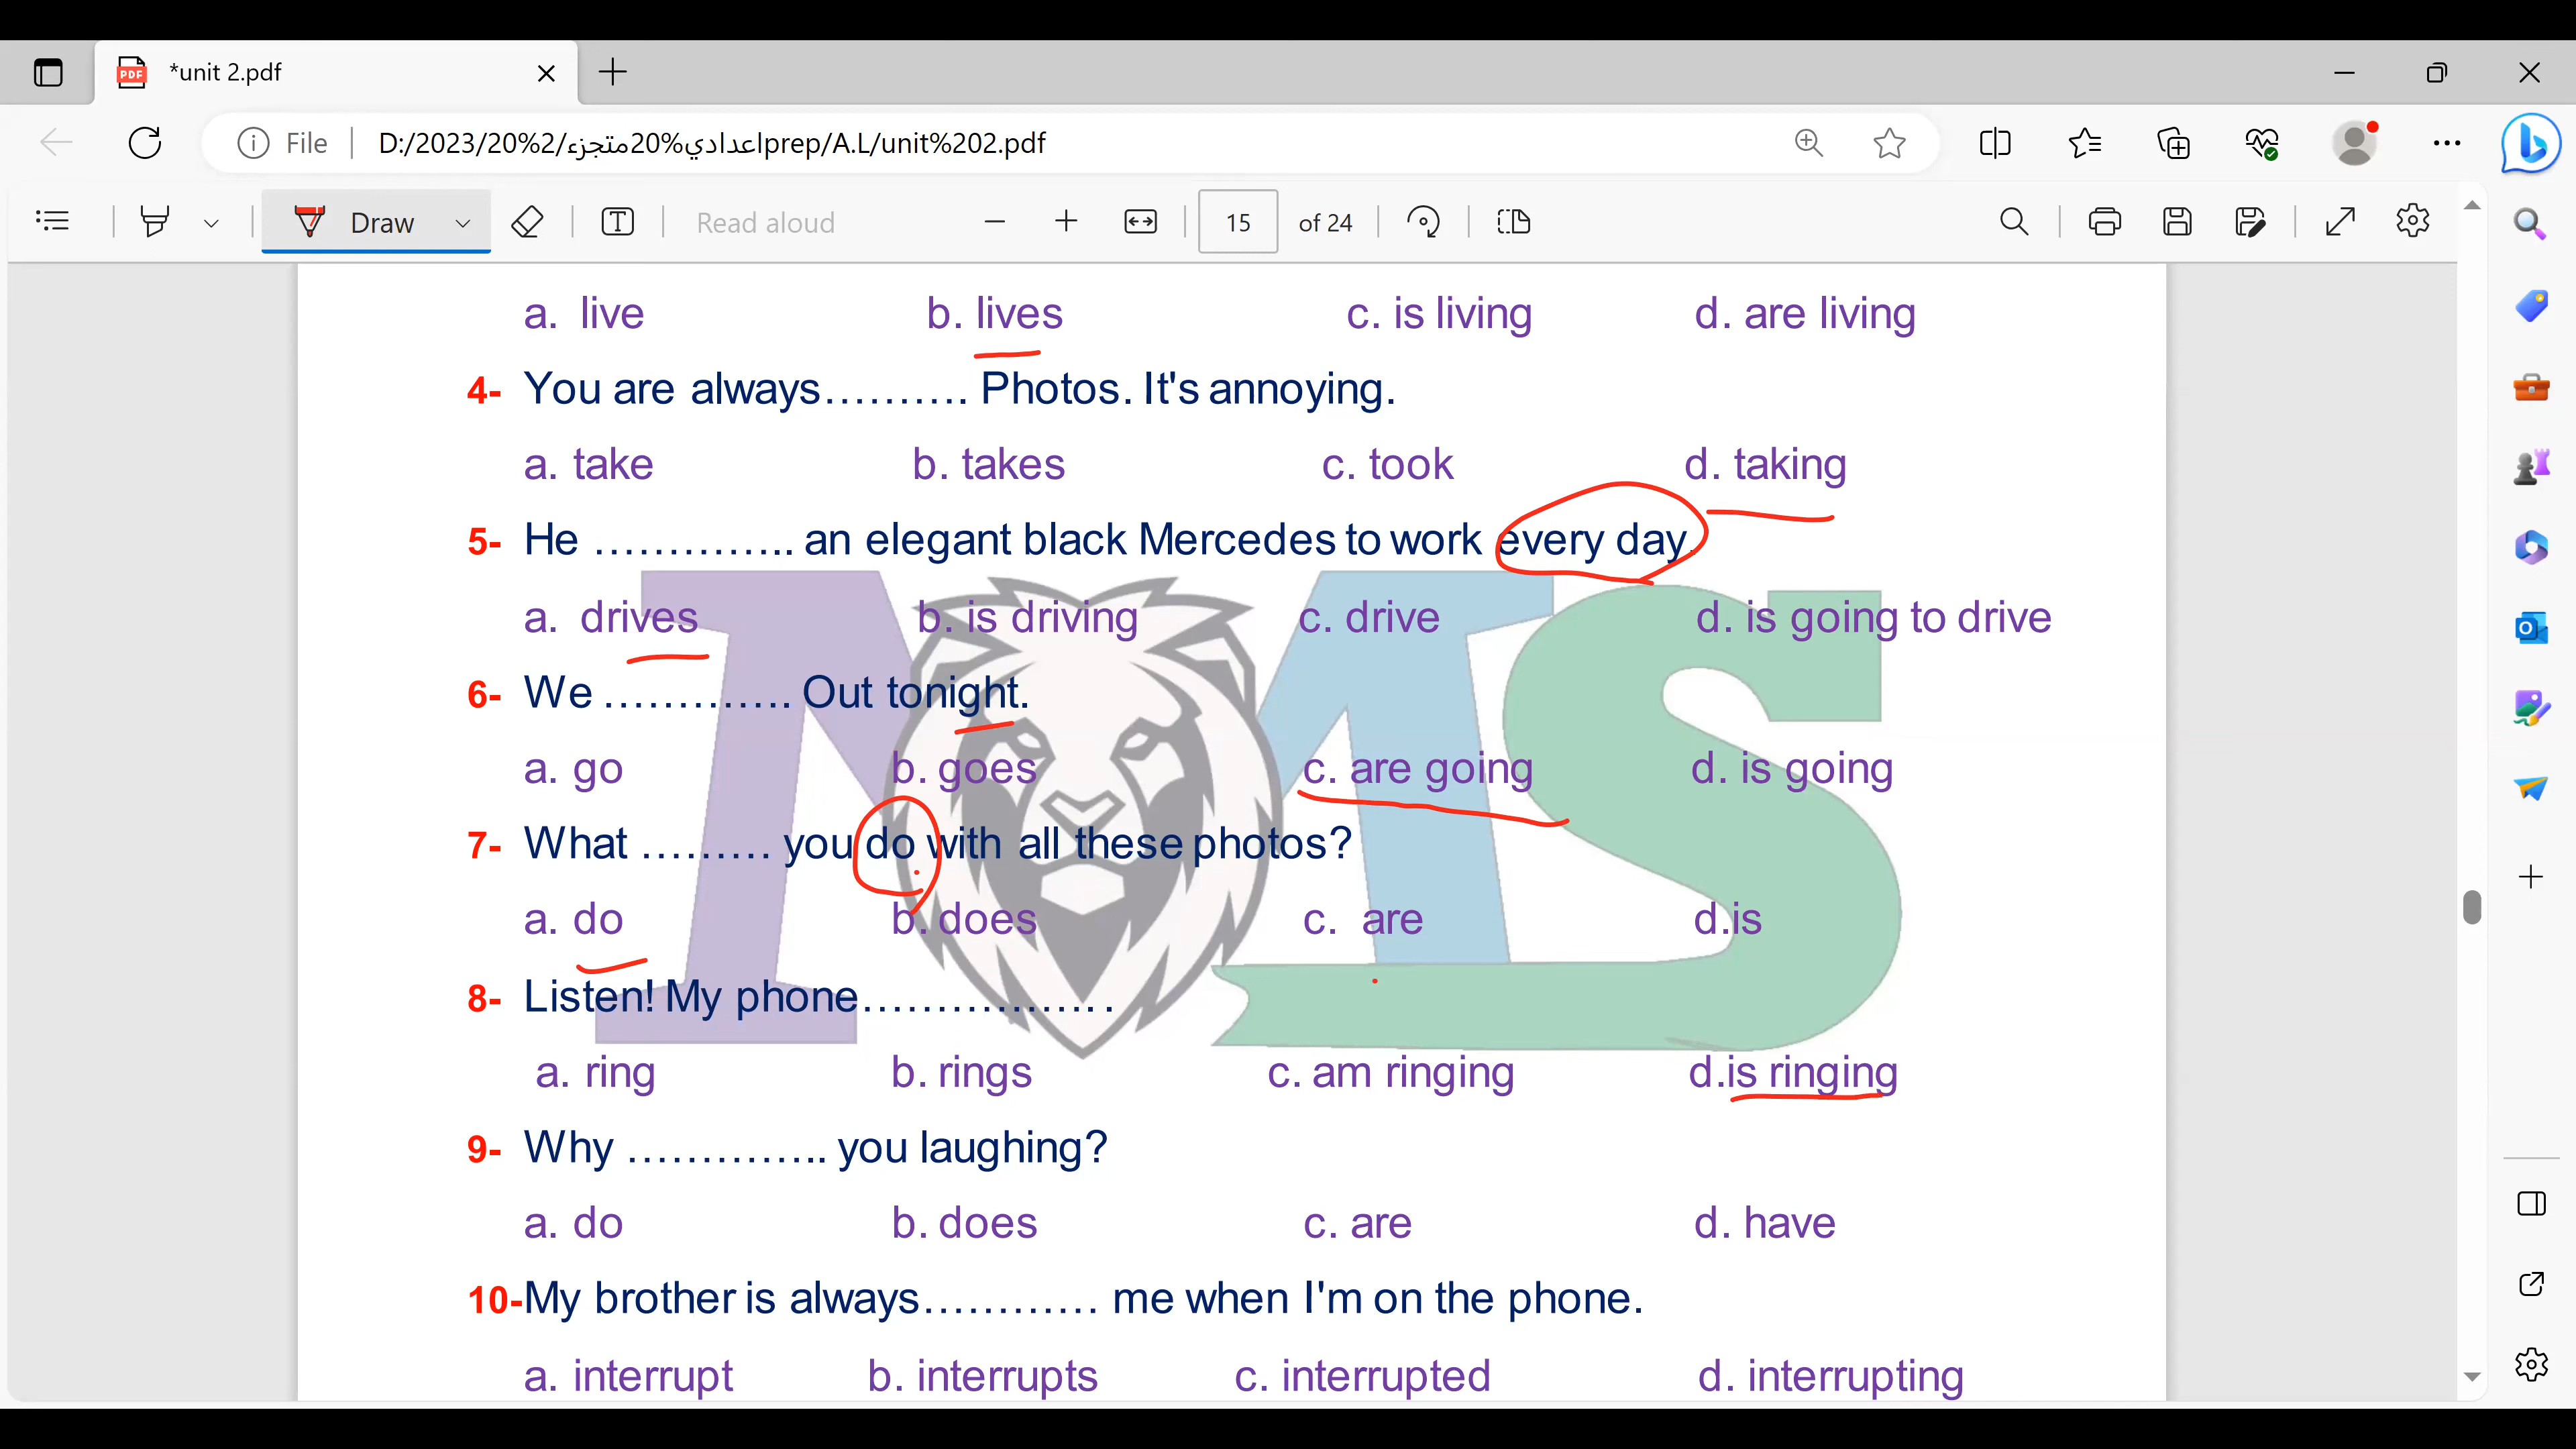 *unit 2.pdf
File D:/2023/20%2/اعدادي%20متجزء/prep/A.L/unit%202.pdf
Draw Read aloud 15 of 24
a. live b. lives c. is living d. are living
4- You are always………. Photos. It's annoying.
a. take b. takes c. took d. taking
5- He ………….. an elegant black Mercedes to work every day.
a. drives b. is driving c. drive d. is going to drive
6- We …………. Out tonight.
a. go b. goes c. are going d. is going
7- What ……… you do with all these photos?
a. do b. does c. are d.is
8- Listen! My phone…………….
a. ring b. rings c. am ringing d.is ringing
9- Why ………….. you laughing?
a. do b. does c. are d. have
10-My brother is always………… me when I'm on the phone.
a. interrupt b. interrupts c. interrupted d. interrupting